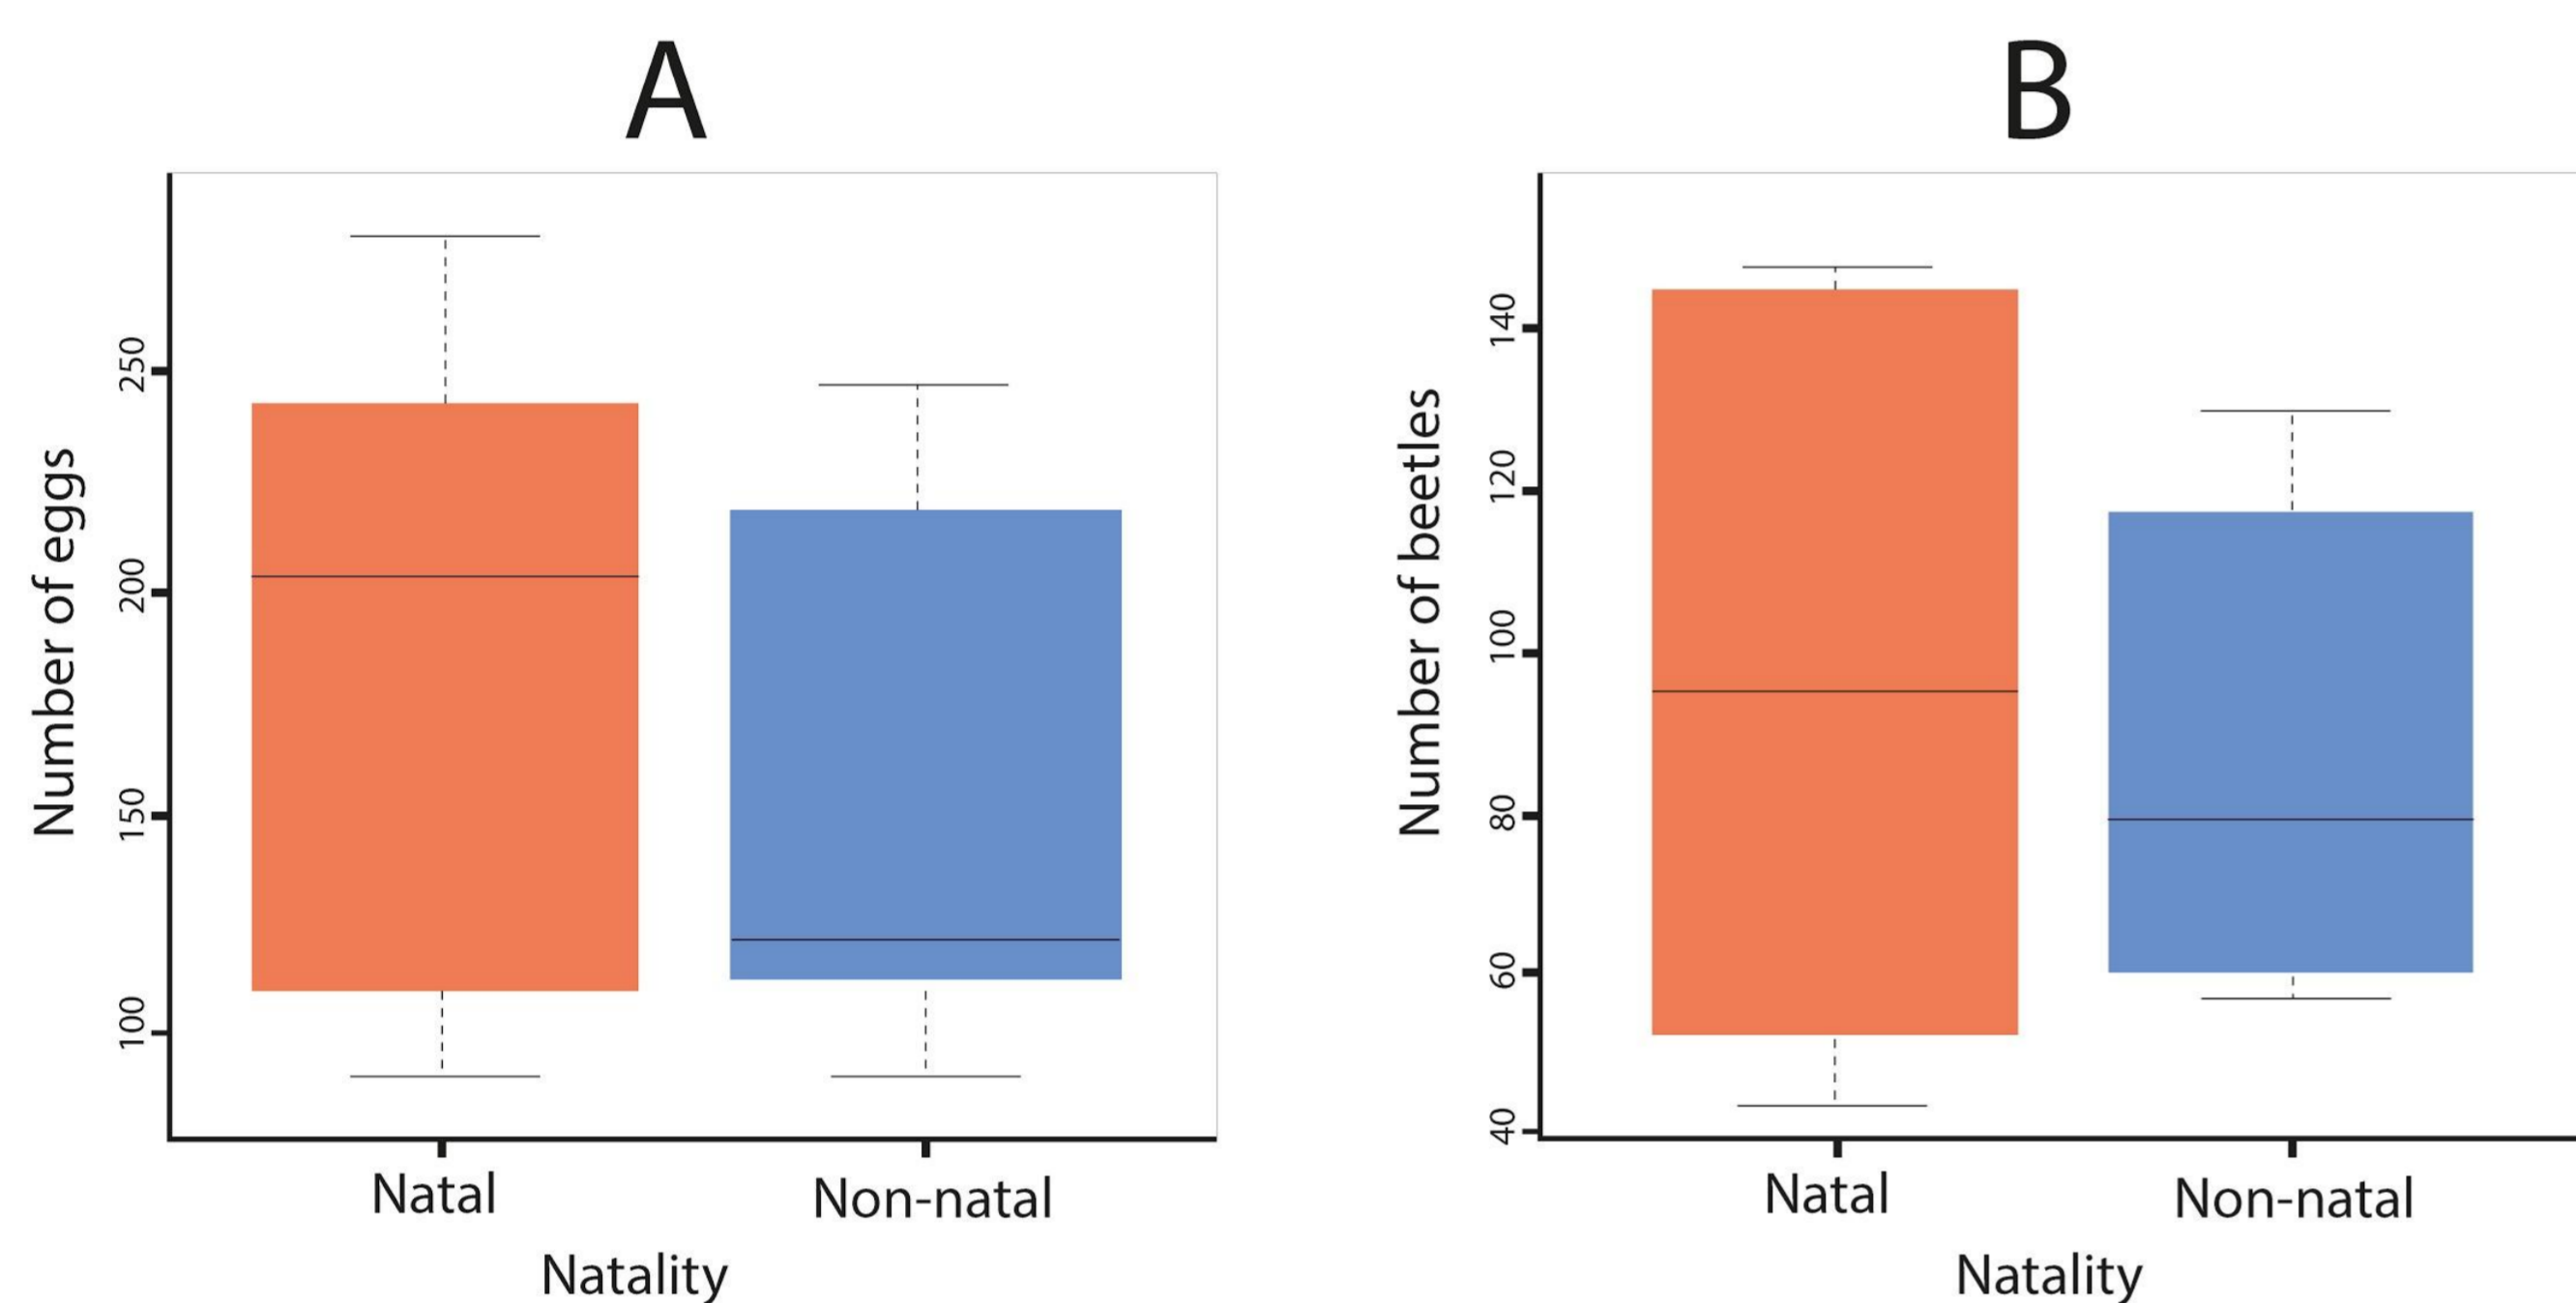 A
Number of eggs
250
200
150
100
Natal
Non-natal
Natality
B
Number of beetles
140
120
100
80
60
40
Natal
Non-natal
Natality